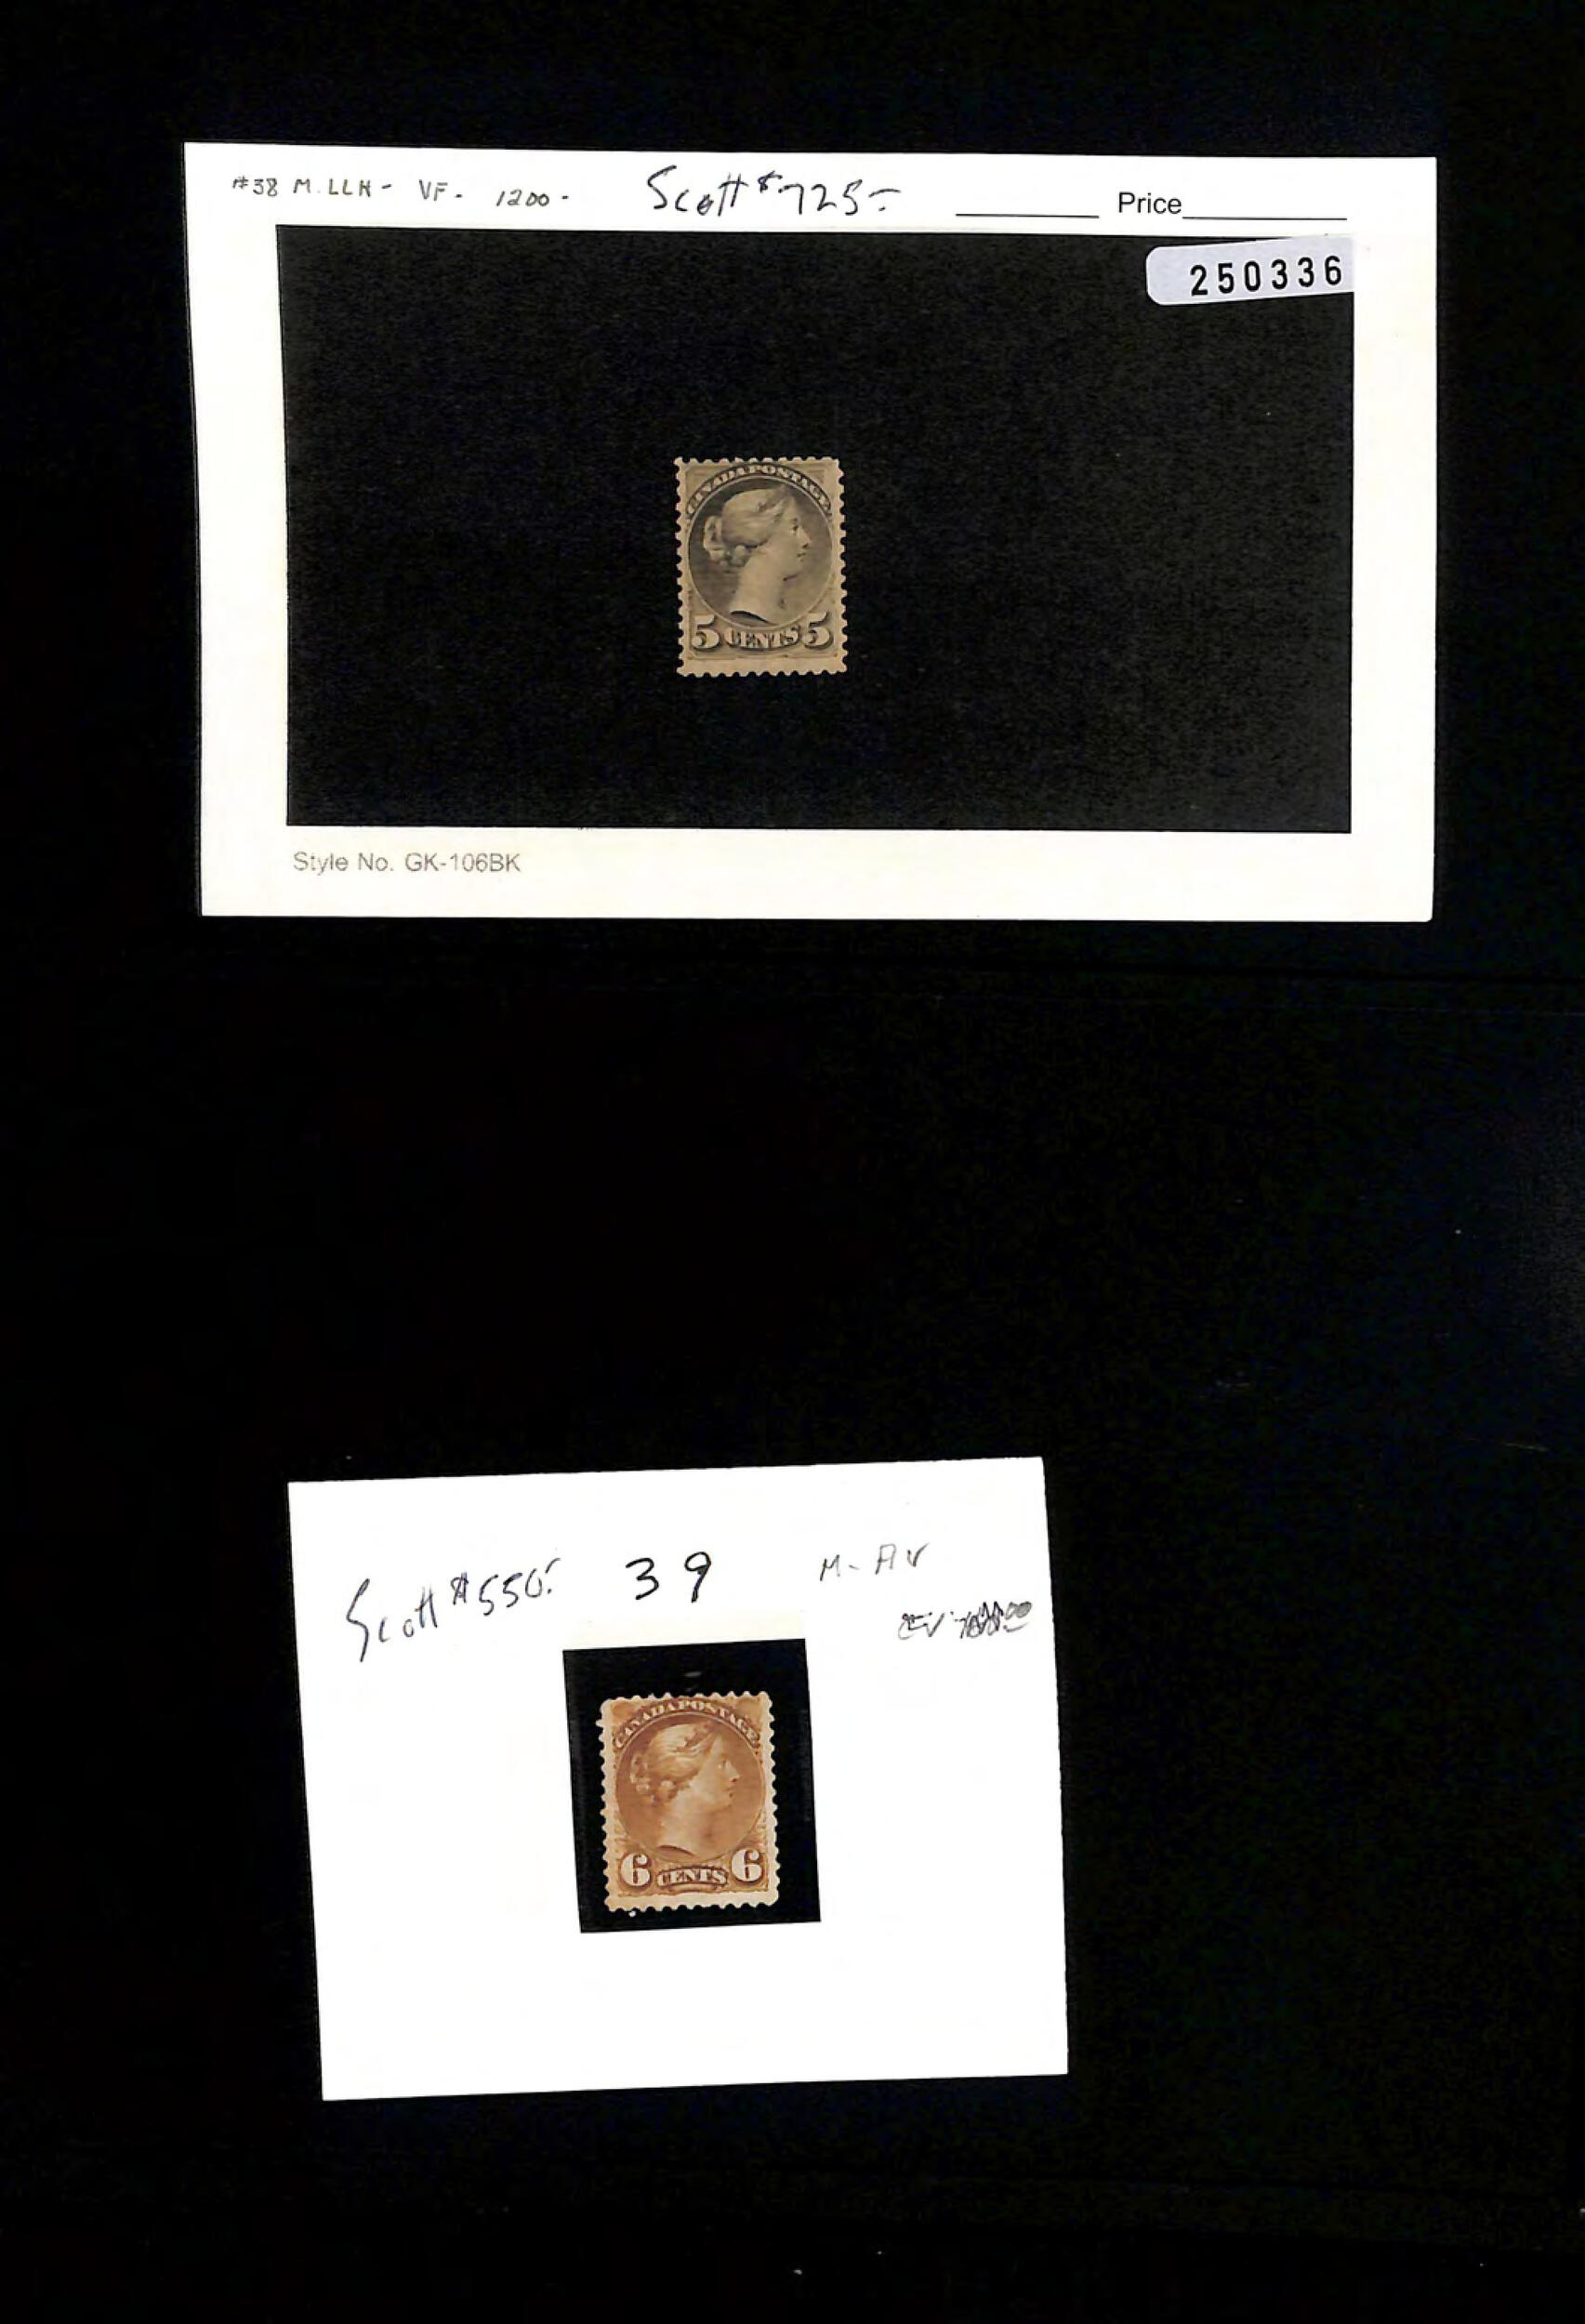 #38 M.LLH - VF - 1200 - Scott $725- Price
250336
CANADA POSTAGE
5 CENTS 5
Style No. GK-106BK
Scott $550- 39 M-AV
CV
CANADA POSTAGE
6 CENTS 6